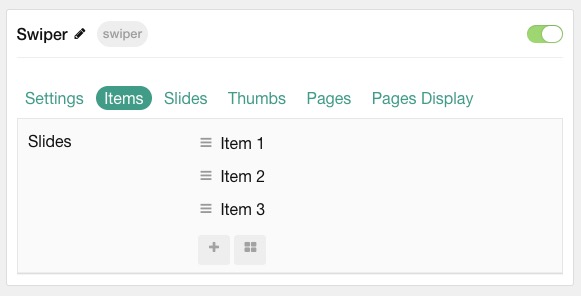 Swiper swiper
Settings Items Slides Thumbs Pages Pages Display
Slides
Item 1
Item 2
Item 3